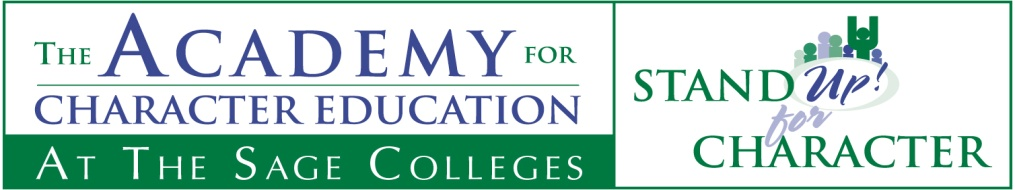 THE ACADEMY FOR
CHARACTER EDUCATION
AT THE SAGE COLLEGES
STAND Up!
for
CHARACTER